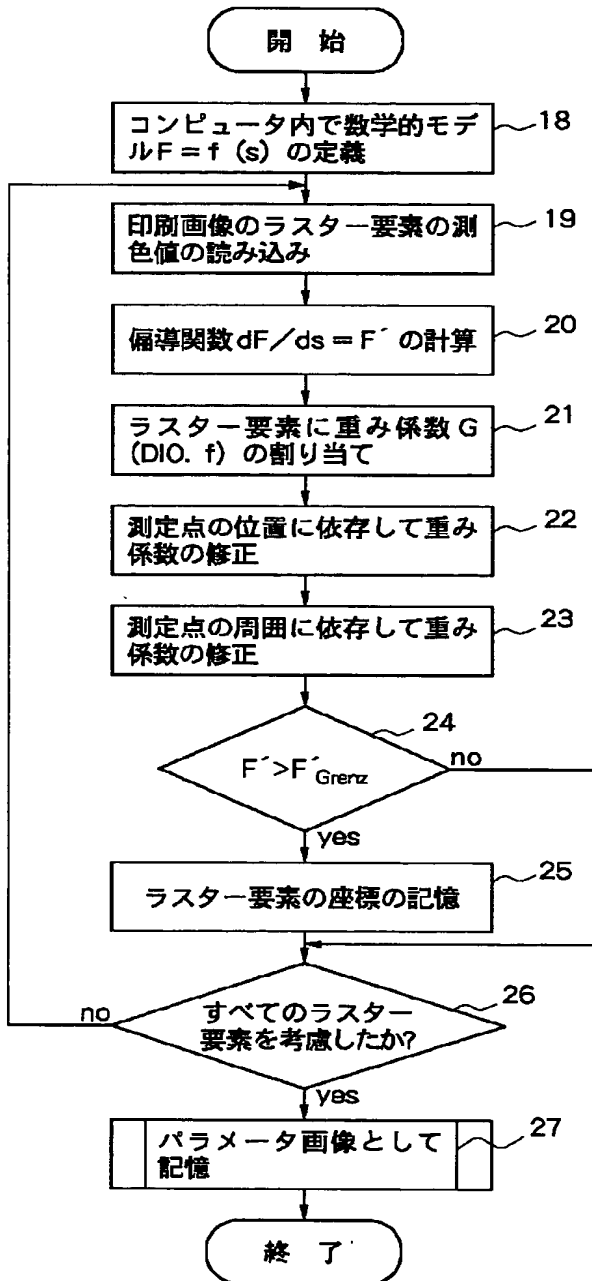 開 始
コンピュータ内で数学的モデ
ルF=f (s) の定義
18
印刷画像のラスター要素の測
色値の読み込み
19
偏導関数dF/ds=F´の計算
20
ラスター要素に重み係数G
(DIO. f) の割り当て
21
測定点の位置に依存して重み
係数の修正
22
測定点の周囲に依存して重み
係数の修正
23
24
F´>F´Grenz
no
yes
ラスター要素の座標の記憶
25
no
すべてのラスター
要素を考慮したか?
26
yes
パラメータ画像として
記憶
27
終 了